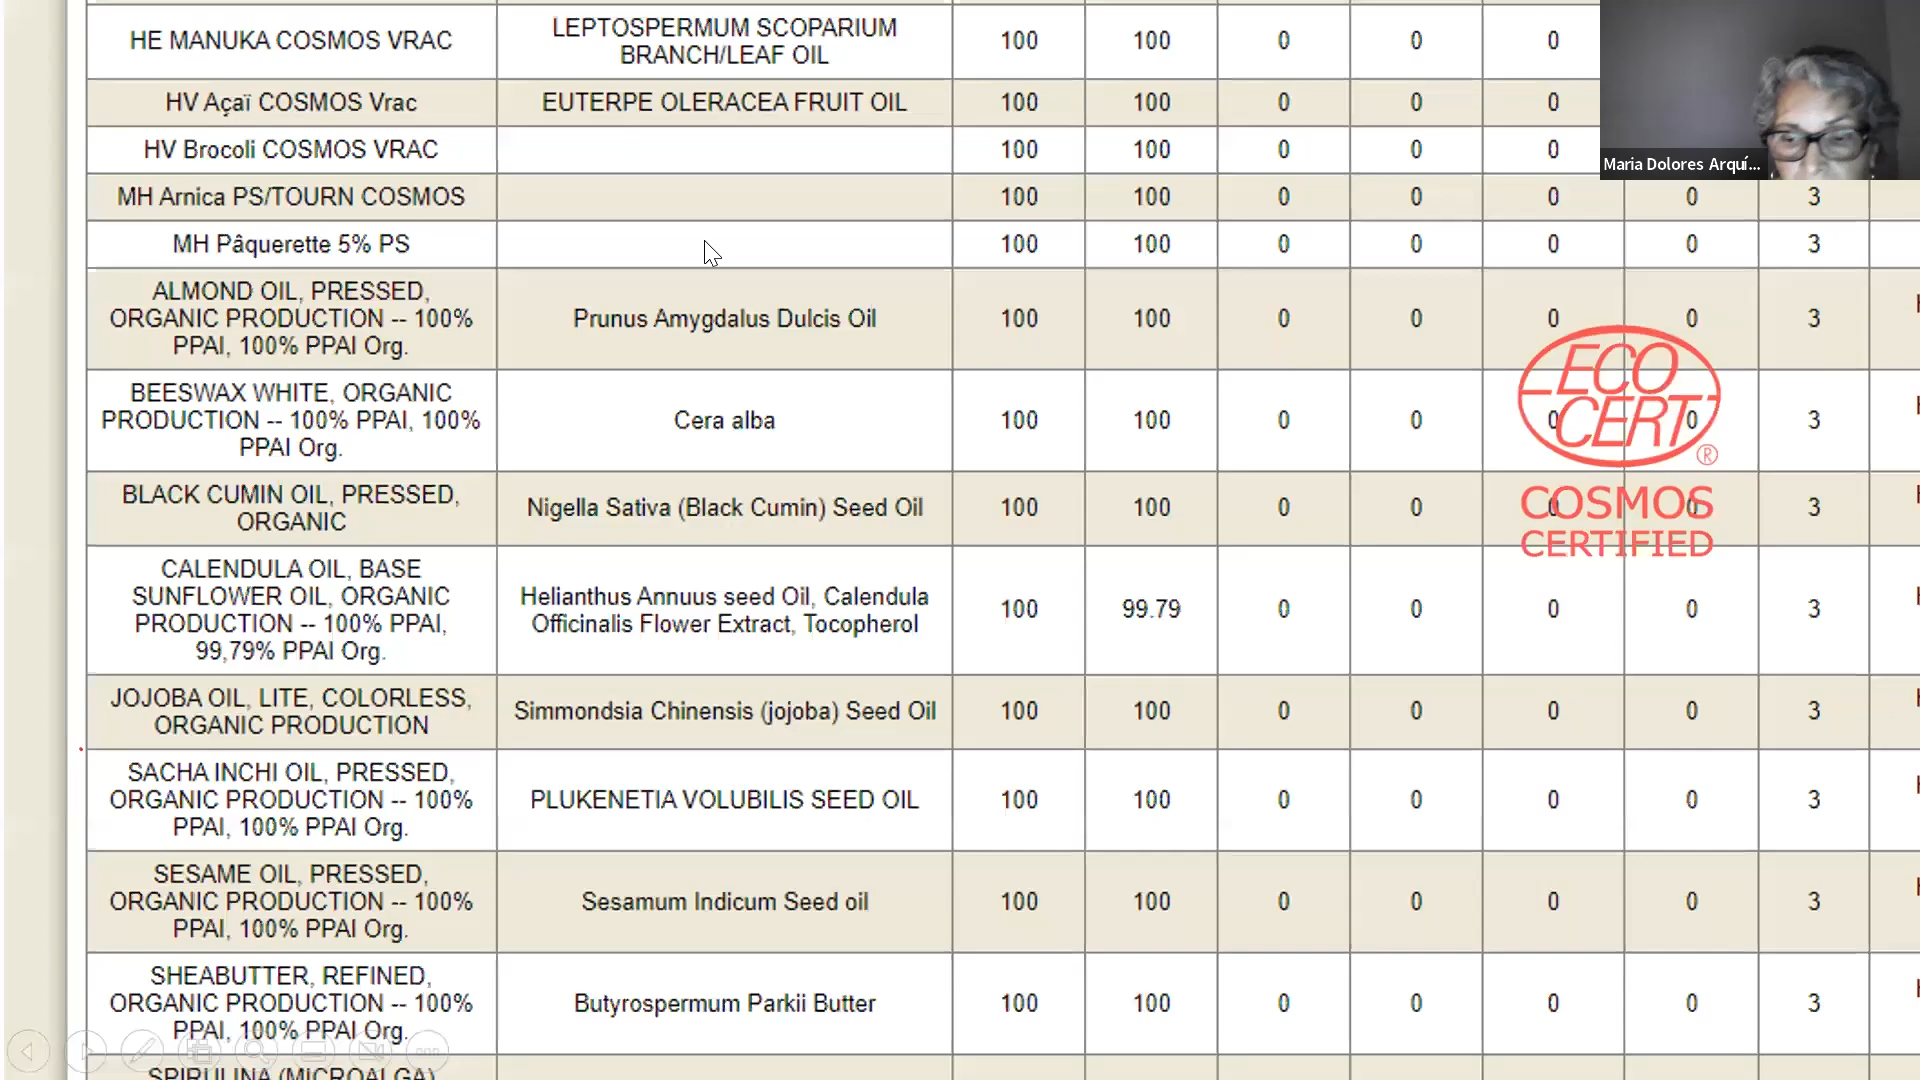 HE MANUKA COSMOS VRAC
LEPTOSPERMUM SCOPARIUM
BRANCH/LEAF OIL
100
100
0
0
0
HV Açaï COSMOS Vrac
EUTERPE OLERACEA FRUIT OIL
100
100
0
0
0
HV Brocoli COSMOS VRAC
100
100
0
0
0
Maria Dolores Arquí...
MH Arnica PS/TOURN COSMOS
100
100
0
0
0
0
3
MH Pâquerette 5% PS
100
100
0
0
0
0
3
ALMOND OIL, PRESSED,
ORGANIC PRODUCTION -- 100%
PPAI, 100% PPAI Org.
Prunus Amygdalus Dulcis Oil
100
100
0
0
0
0
3
BEESWAX WHITE, ORGANIC
PRODUCTION -- 100% PPAI, 100%
PPAI Org.
Cera alba
100
100
0
0
0
0
3
ECO
CERT
®
COSMOS
CERTIFIED
BLACK CUMIN OIL, PRESSED,
ORGANIC
Nigella Sativa (Black Cumin) Seed Oil
100
100
0
0
0
0
3
CALENDULA OIL, BASE
SUNFLOWER OIL, ORGANIC
PRODUCTION -- 100% PPAI,
99,79% PPAI Org.
Helianthus Annuus seed Oil, Calendula
Officinalis Flower Extract, Tocopherol
100
99.79
0
0
0
0
3
JOJOBA OIL, LITE, COLORLESS,
ORGANIC PRODUCTION
Simmondsia Chinensis (jojoba) Seed Oil
100
100
0
0
0
0
3
SACHA INCHI OIL, PRESSED,
ORGANIC PRODUCTION -- 100%
PPAI, 100% PPAI Org.
PLUKENETIA VOLUBILIS SEED OIL
100
100
0
0
0
0
3
SESAME OIL, PRESSED,
ORGANIC PRODUCTION -- 100%
PPAI, 100% PPAI Org.
Sesamum Indicum Seed oil
100
100
0
0
0
0
3
SHEABUTTER, REFINED,
ORGANIC PRODUCTION -- 100%
PPAI, 100% PPAI Org.
Butyrospermum Parkii Butter
100
100
0
0
0
0
3
SPIRULINA (MICROALGA)